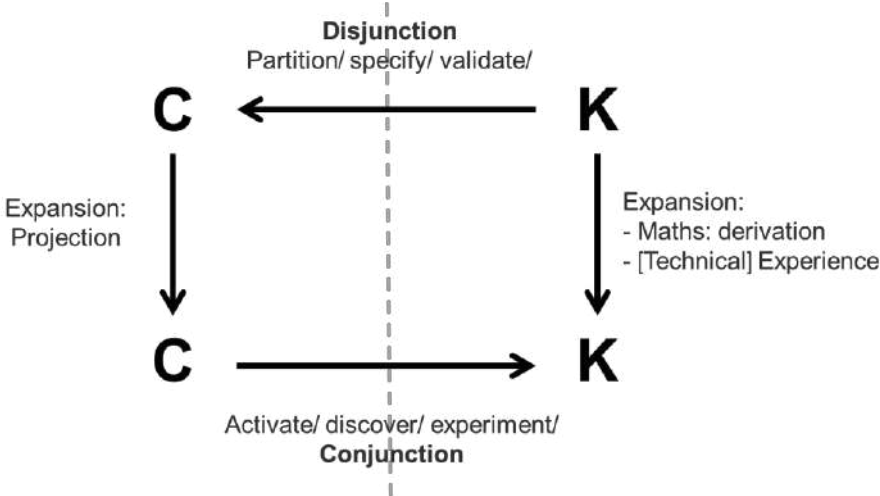 Disjunction
Partition/ specify/ validate/
C
K
Expansion:
Projection
Expansion:
- Maths: derivation
- [Technical] Experience
C
K
Activate/ discover/ experiment/
Conjunction